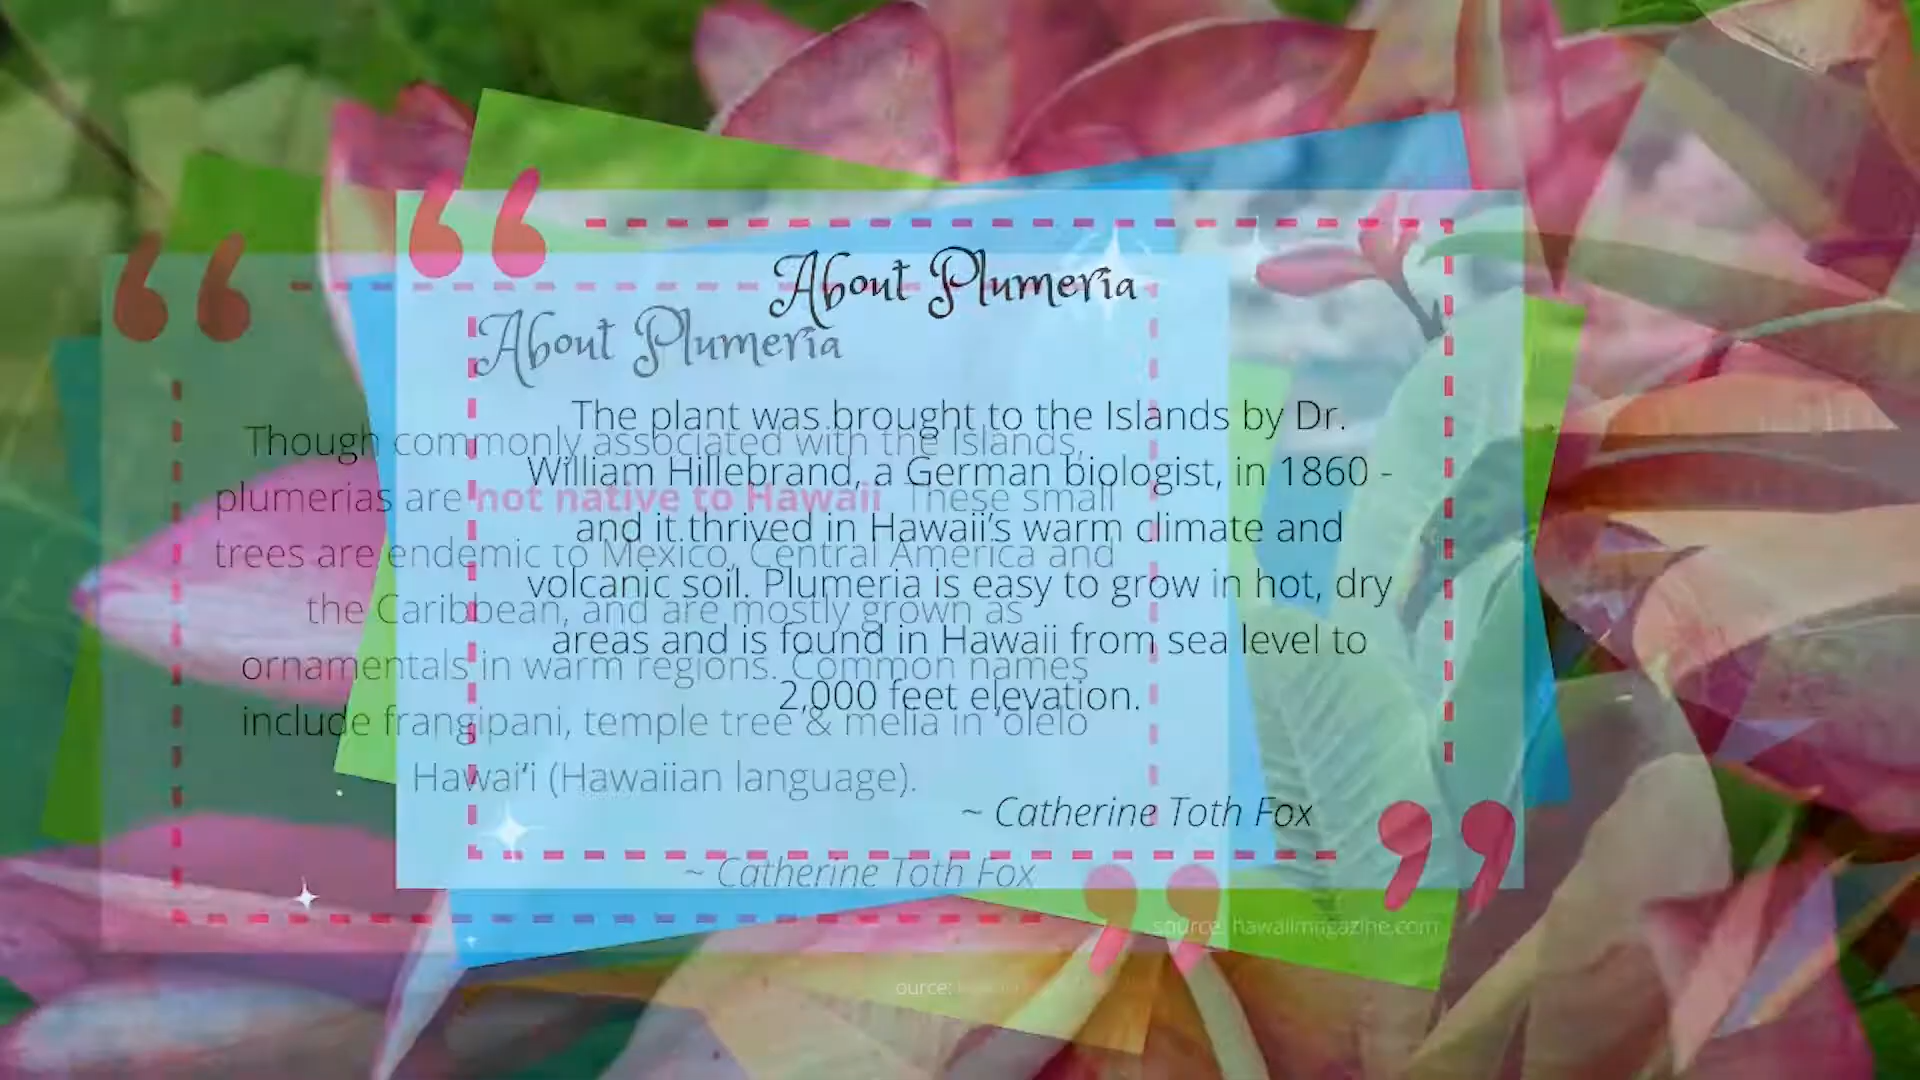 About Plumeria
The plant was brought to the Islands by Dr.
William Hillebrand, a German biologist, in 1860 -
and it thrived in Hawaii’s warm climate and
volcanic soil. Plumeria is easy to grow in hot, dry
areas and is found in Hawaii from sea level to
2,000 feet elevation.
~ Catherine Toth Fox
source: hawaiimagazine.com
About Plumeria
Though commonly associated with the Islands,
plumerias are not native to Hawaii. These small
trees are endemic to Mexico, Central America and
the Caribbean, and are mostly grown as
ornamentals in warm regions. Common names
include frangipani, temple tree & melia in ʻolelo
Hawaiʻi (Hawaiian language).
~ Catherine Toth Fox
ource: